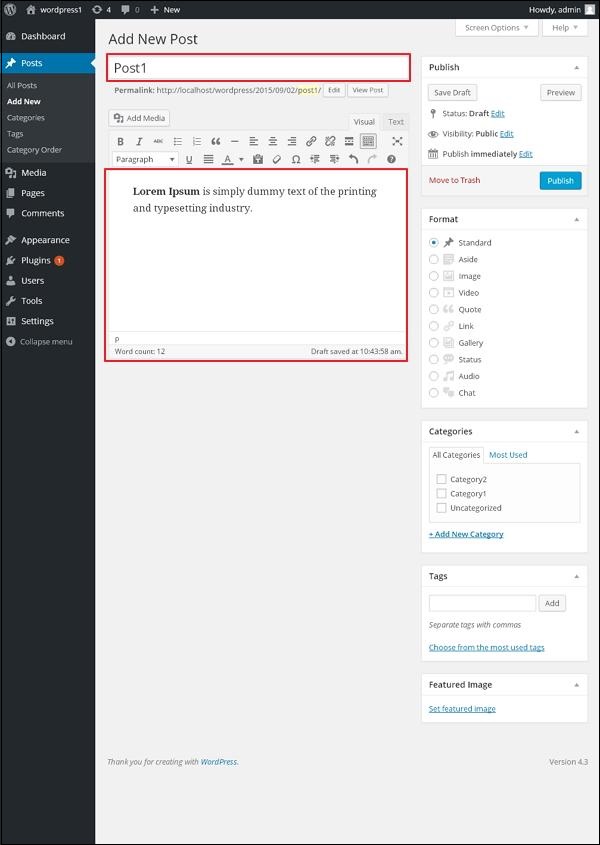 wordpress1 4 0 + New Howdy, admin
Screen Options Help
Dashboard
Posts
All Posts
Add New
Categories
Tags
Category Order
Media
Pages
Comments
Appearance
Plugins 1
Users
Tools
Settings
Collapse menu
Add New Post
Post1
Permalink: http://localhost/wordpress/2015/09/02/post1/ Edit View Post
Add Media
Visual Text
B I ABC
Paragraph U A Ω ?
Lorem Ipsum is simply dummy text of the printing
and typesetting industry.
p
Word count: 12 Draft saved at 10:43:58 am.
Publish
Save Draft Preview
Status: Draft Edit
Visibility: Public Edit
Publish immediately Edit
Move to Trash Publish
Format
Standard
Aside
Image
Video
Quote
Link
Gallery
Status
Audio
Chat
Categories
All Categories Most Used
Category2
Category1
Uncategorized
+ Add New Category
Tags
Add
Separate tags with commas
Choose from the most used tags
Featured Image
Set featured image
Thank you for creating with WordPress. Version 4.3